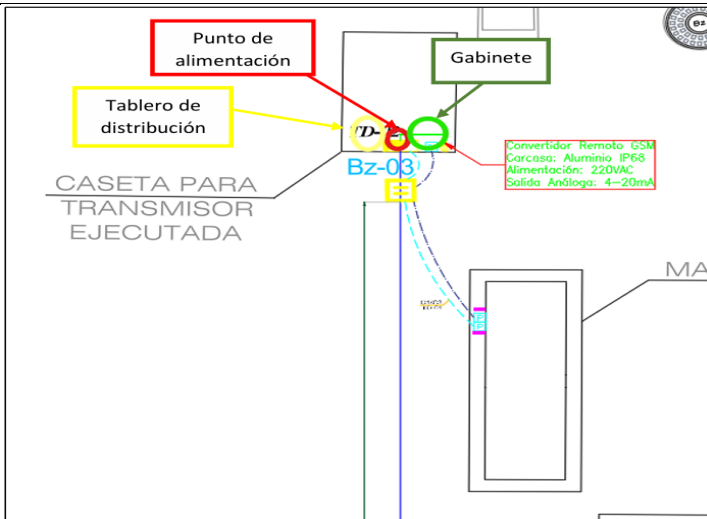 Punto de
alimentación
Gabinete
Tablero de
distribución
TD-
Bz-03
Convertidor Remoto GSM
Carcasa: Aluminio IP68
Alimentación: 220VAC
Salida Análoga: 4-20mA
CASETA PARA
TRANSMISOR
EJECUTADA
MA